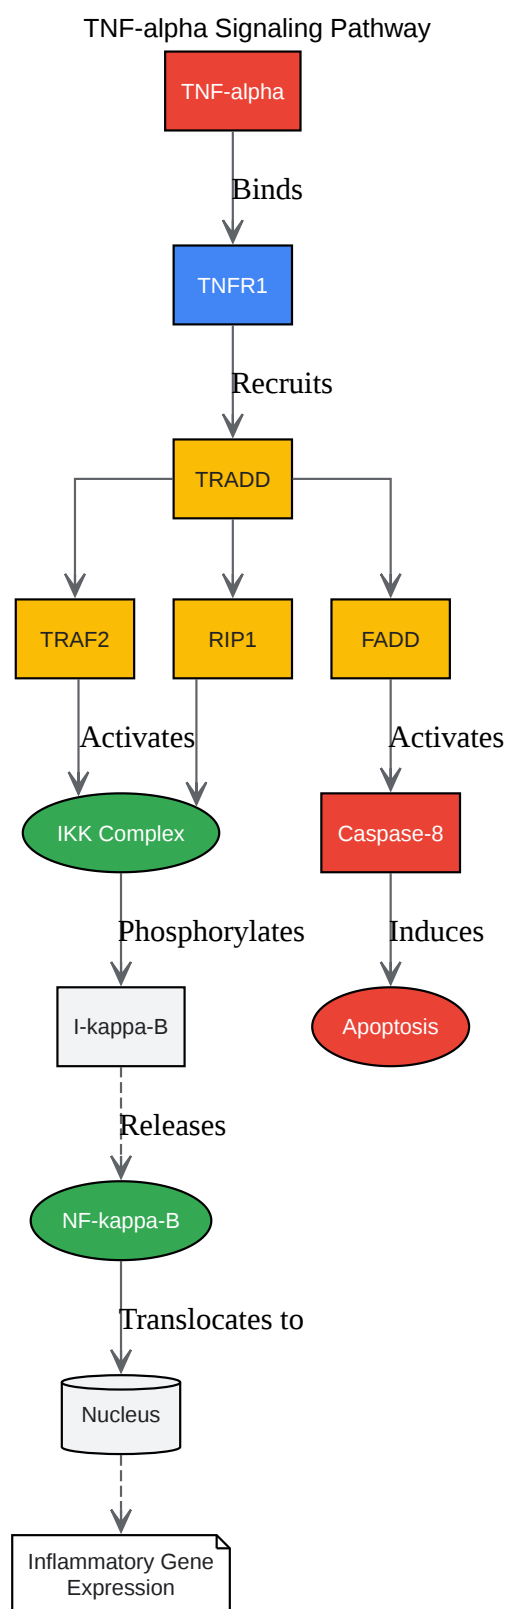 TNF-alpha Signaling Pathway
TNF-alpha
Binds
TNFR1
Recruits
TRADD
TRAF2
RIP1
FADD
Activates
Activates
IKK Complex
Caspase-8
Phosphorylates
Induces
I-kappa-B
Apoptosis
Releases
NF-kappa-B
Translocates to
Nucleus
Inflammatory Gene
Expression